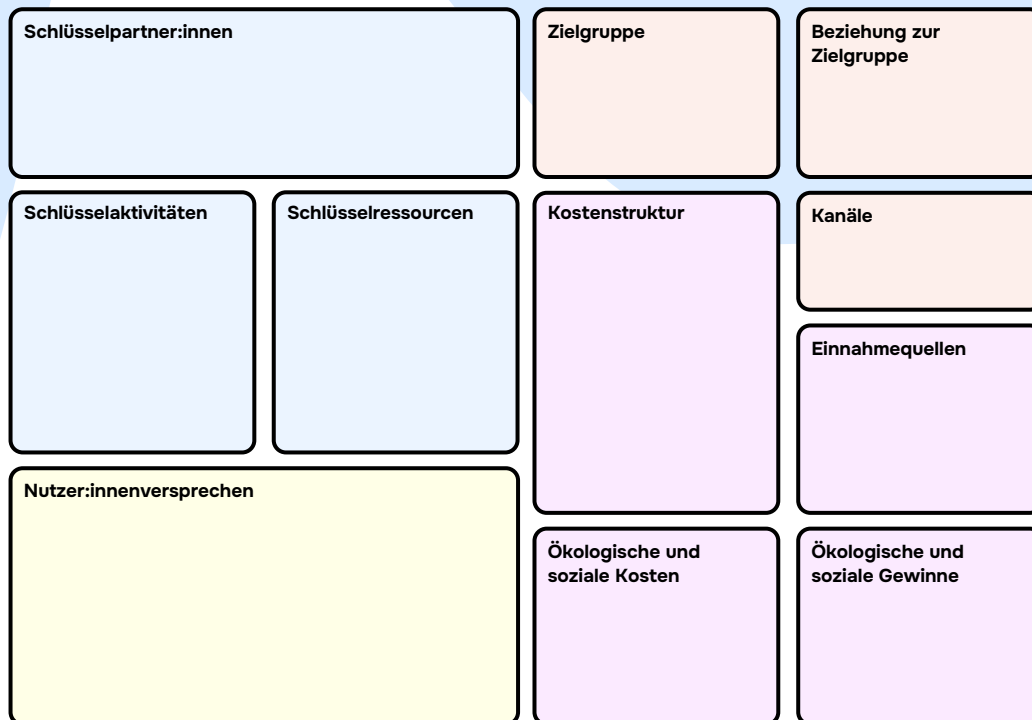 Schlüsselpartner:innen
Zielgruppe
Beziehung zur
Zielgruppe
Schlüsselaktivitäten
Schlüsselressourcen
Kostenstruktur
Kanäle
Einnahmequellen
Nutzer:innenversprechen
Ökologische und
soziale Kosten
Ökologische und
soziale Gewinne